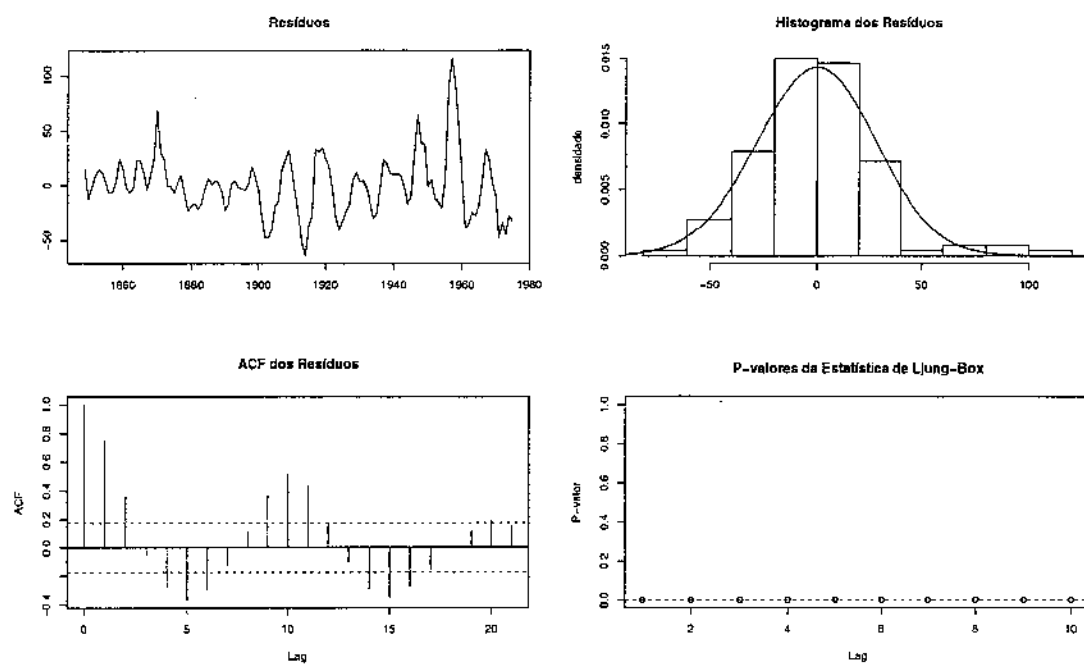 Resíduos
100
50
0
-50
1860 1880 1900 1920 1940 1960 1980
Histograma dos Resíduos
densidade
0.015
0.010
0.005
0.000
-50 0 50 100
ACF dos Resíduos
ACF
1.0
0.8
0.6
0.4
0.2
0.0
-0.4
0 5 10 15 20
Lag
P-valores da Estatística de Ljung-Box
P-valor
1.0
0.8
0.6
0.4
0.2
0.0
2 4 6 8 10
Lag